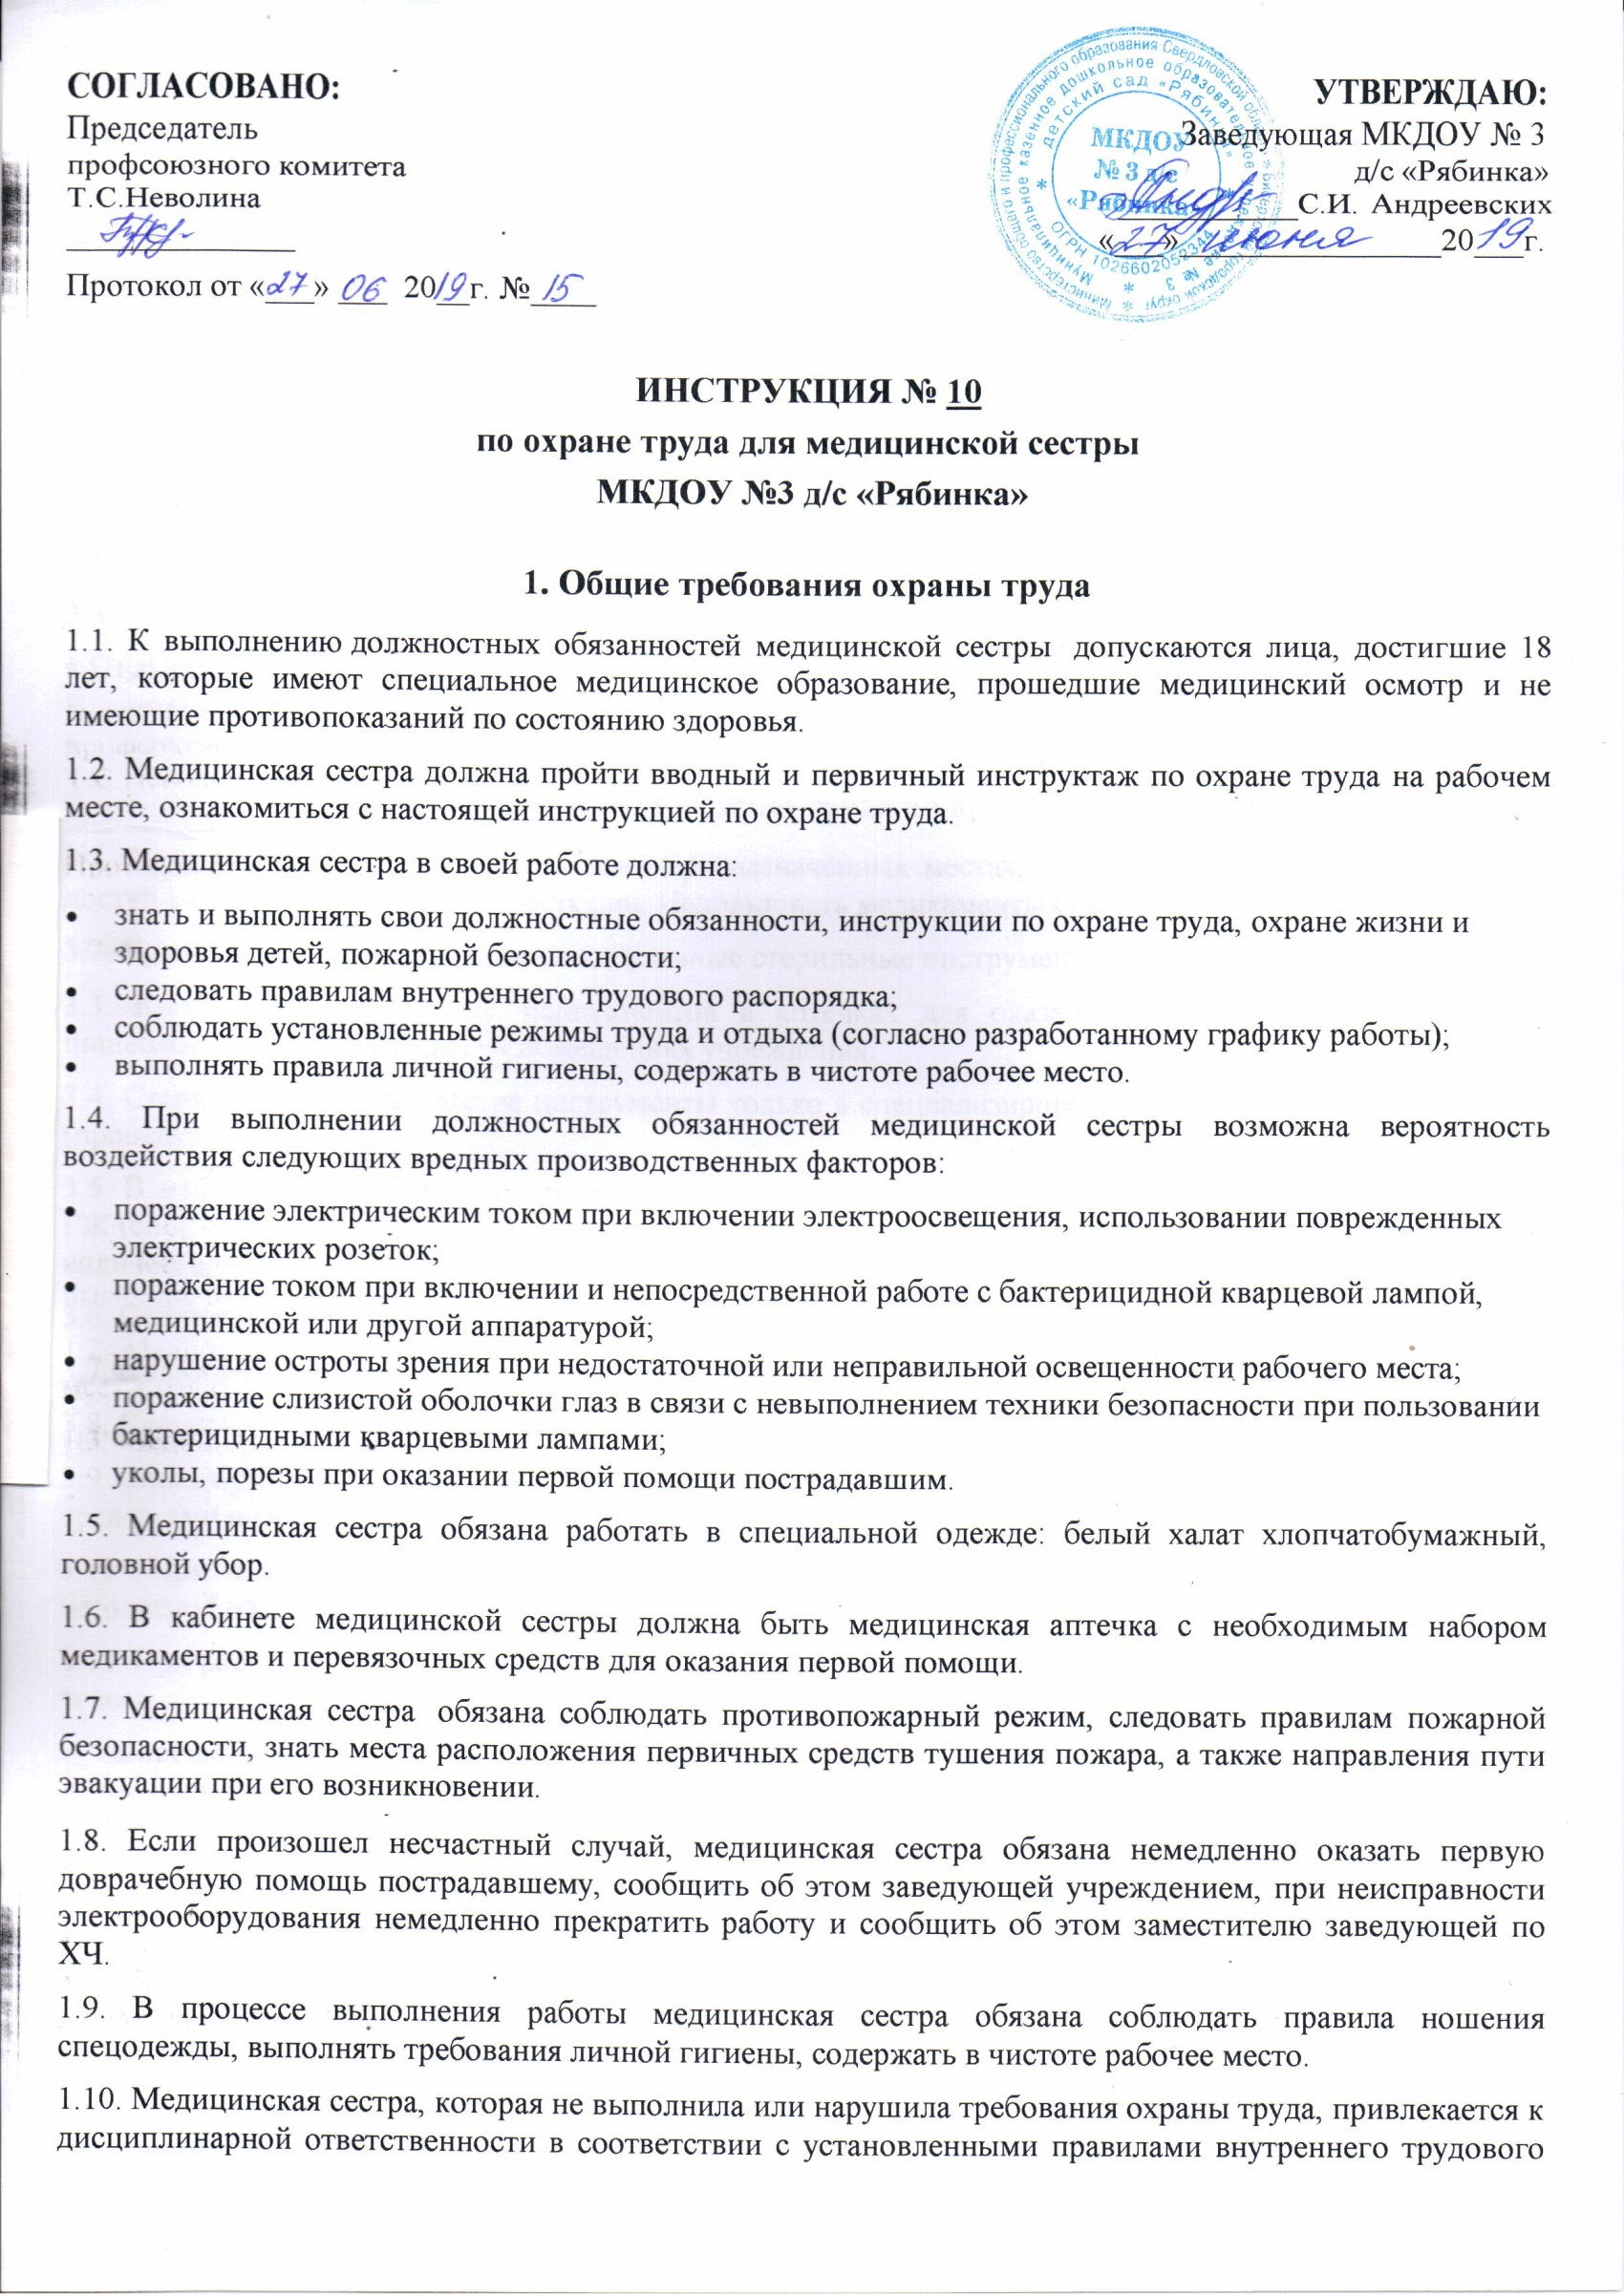 СОГЛАСОВАНО:
Председатель
профсоюзного комитета
Т.С.Неволина
Протокол от «27» 06 2019г. № 15
УТВЕРЖДАЮ:
Заведующая МКДОУ № 3
д/с «Рябинка»
С.И. Андреевских
«27» июня 2019г.
МКДОУ
№ 3 д/с
«Рябинка»
детский сад «Рябинка»
ОГРН 1026602052344
ИНСТРУКЦИЯ № 10
по охране труда для медицинской сестры
МКДОУ №3 д/с «Рябинка»
1. Общие требования охраны труда
1.1. К выполнению должностных обязанностей медицинской сестры допускаются лица, достигшие 18
лет, которые имеют специальное медицинское образование, прошедшие медицинский осмотр и не
имеющие противопоказаний по состоянию здоровья.
1.2. Медицинская сестра должна пройти вводный и первичный инструктаж по охране труда на рабочем
месте, ознакомиться с настоящей инструкцией по охране труда.
1.3. Медицинская сестра в своей работе должна:
• знать и выполнять свои должностные обязанности, инструкции по охране труда, охране жизни и
здоровья детей, пожарной безопасности;
• следовать правилам внутреннего трудового распорядка;
• соблюдать установленные режимы труда и отдыха (согласно разработанному графику работы);
• выполнять правила личной гигиены, содержать в чистоте рабочее место.
1.4. При выполнении должностных обязанностей медицинской сестры возможна вероятность
воздействия следующих вредных производственных факторов:
• поражение электрическим током при включении электроосвещения, использовании поврежденных
электрических розеток;
• поражение током при включении и непосредственной работе с бактерицидной кварцевой лампой,
медицинской или другой аппаратурой;
• нарушение остроты зрения при недостаточной или неправильной освещенности рабочего места;
• поражение слизистой оболочки глаз в связи с невыполнением техники безопасности при пользовании
бактерицидными кварцевыми лампами;
• уколы, порезы при оказании первой помощи пострадавшим.
1.5. Медицинская сестра обязана работать в специальной одежде: белый халат хлопчатобумажный,
головной убор.
1.6. В кабинете медицинской сестры должна быть медицинская аптечка с необходимым набором
медикаментов и перевязочных средств для оказания первой помощи.
1.7. Медицинская сестра обязана соблюдать противопожарный режим, следовать правилам пожарной
безопасности, знать места расположения первичных средств тушения пожара, а также направления пути
эвакуации при его возникновении.
1.8. Если произошел несчастный случай, медицинская сестра обязана немедленно оказать первую
доврачебную помощь пострадавшему, сообщить об этом заведующей учреждением, при неисправности
электрооборудования немедленно прекратить работу и сообщить об этом заместителю заведующей по
ХЧ.
1.9. В процессе выполнения работы медицинская сестра обязана соблюдать правила ношения
спецодежды, выполнять требования личной гигиены, содержать в чистоте рабочее место.
1.10. Медицинская сестра, которая не выполнила или нарушила требования охраны труда, привлекается к
дисциплинарной ответственности в соответствии с установленными правилами внутреннего трудового